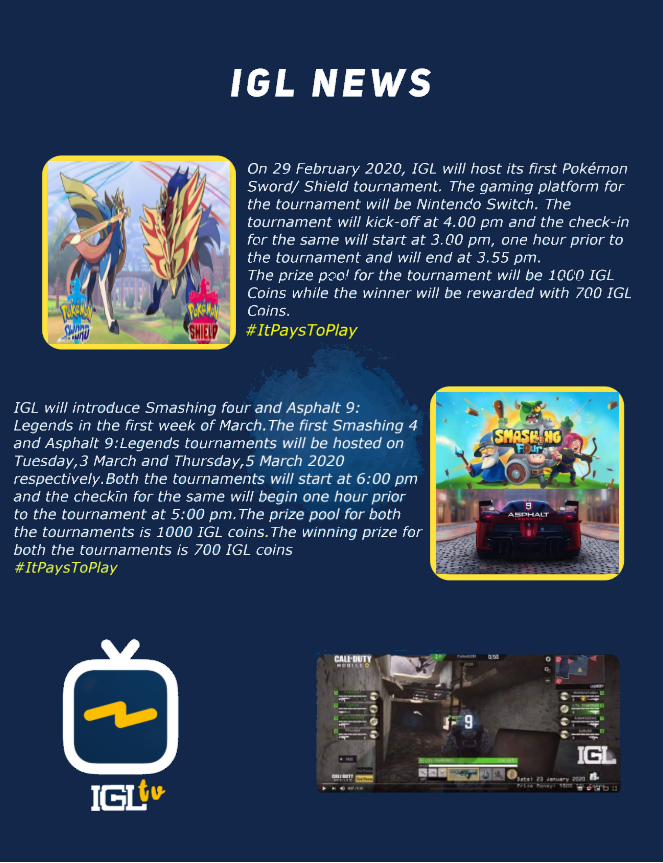 IGL NEWS
On 29 February 2020, IGL will host its first Pokémon
Sword/ Shield tournament. The gaming platform for
the tournament will be Nintendo Switch. The
tournament will kick-off at 4.00 pm and the check-in
for the same will start at 3.00 pm, one hour prior to
the tournament and will end at 3.55 pm.
The prize pool for the tournament will be 1000 IGL
Coins while the winner will be rewarded with 700 IGL
Coins.
#ItPaysToPlay
POKÉMON
SWORD
POKÉMON
SHIELD
IGL will introduce Smashing four and Asphalt 9:
Legends in the first week of March.The first Smashing 4
and Asphalt 9:Legends tournaments will be hosted on
Tuesday,3 March and Thursday,5 March 2020
respectively.Both the tournaments will start at 6:00 pm
and the checkin for the same will begin one hour prior
to the tournament at 5:00 pm.The prize pool for both
the tournaments is 1000 IGL coins.The winning prize for
both the tournaments is 700 IGL coins
#ItPaysToPlay
SMASHING
FOUR
9
ASPHALT
IGL tv
CALL·DUTY
MOBILE
9
IGL
Date: 23 January 2020